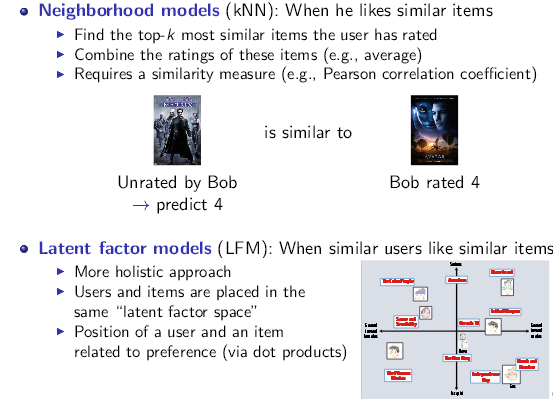 Neighborhood models (kNN): When he likes similar items
Find the top-k most similar items the user has rated
Combine the ratings of these items (e.g., average)
Requires a similarity measure (e.g., Pearson correlation coefficient)
MATRIX
AVATAR
is similar to
Unrated by Bob
Bob rated 4
→ predict 4
Latent factor models (LFM): When similar users like similar items
More holistic approach
Users and items are placed in the
same “latent factor space”
Position of a user and an item
related to preference (via dot products)